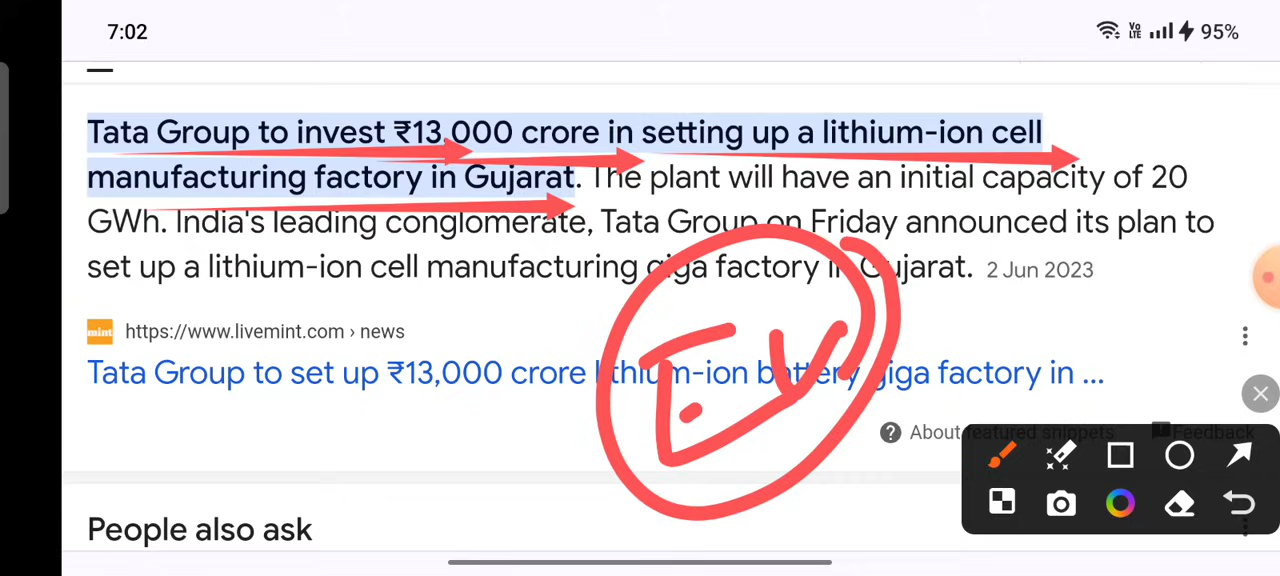 7:02
Vo LTE 95%
Tata Group to invest ₹13,000 crore in setting up a lithium-ion cell
manufacturing factory in Gujarat. The plant will have an initial capacity of 20
GWh. India's leading conglomerate, Tata Group on Friday announced its plan to
set up a lithium-ion cell manufacturing giga factory in Gujarat. 2 Jun 2023
mint https://www.livemint.com › news
Tata Group to set up ₹13,000 crore lithium-ion battery giga factory in ...
E.V
About featured snippets Feedback
People also ask